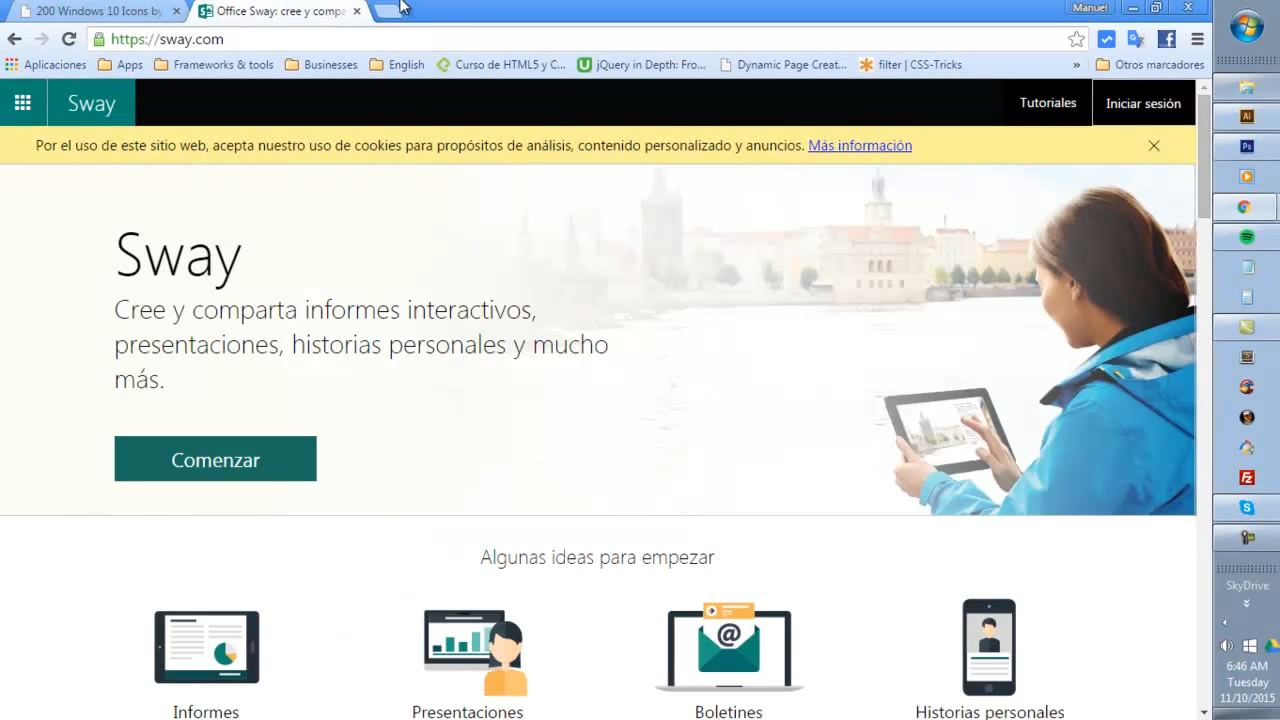 200 Windows 10 Icons by
Office Sway: cree y compa
Manuel
https://sway.com
Aplicaciones
Apps
Frameworks & tools
Businesses
English
Curso de HTML5 y C...
jQuery in Depth: Fro...
Dynamic Page Creat...
filter | CSS-Tricks
»
Otros marcadores
Sway
Tutoriales
Iniciar sesión
Por el uso de este sitio web, acepta nuestro uso de cookies para propósitos de análisis, contenido personalizado y anuncios. Más información
Sway
Cree y comparta informes interactivos,
presentaciones, historias personales y mucho
más.
Comenzar
Algunas ideas para empezar
@
Informes
Presentaciones
Boletines
Historias personales
Ai
Ps
SkyDrive
6:46 AM
Tuesday
11/10/2015